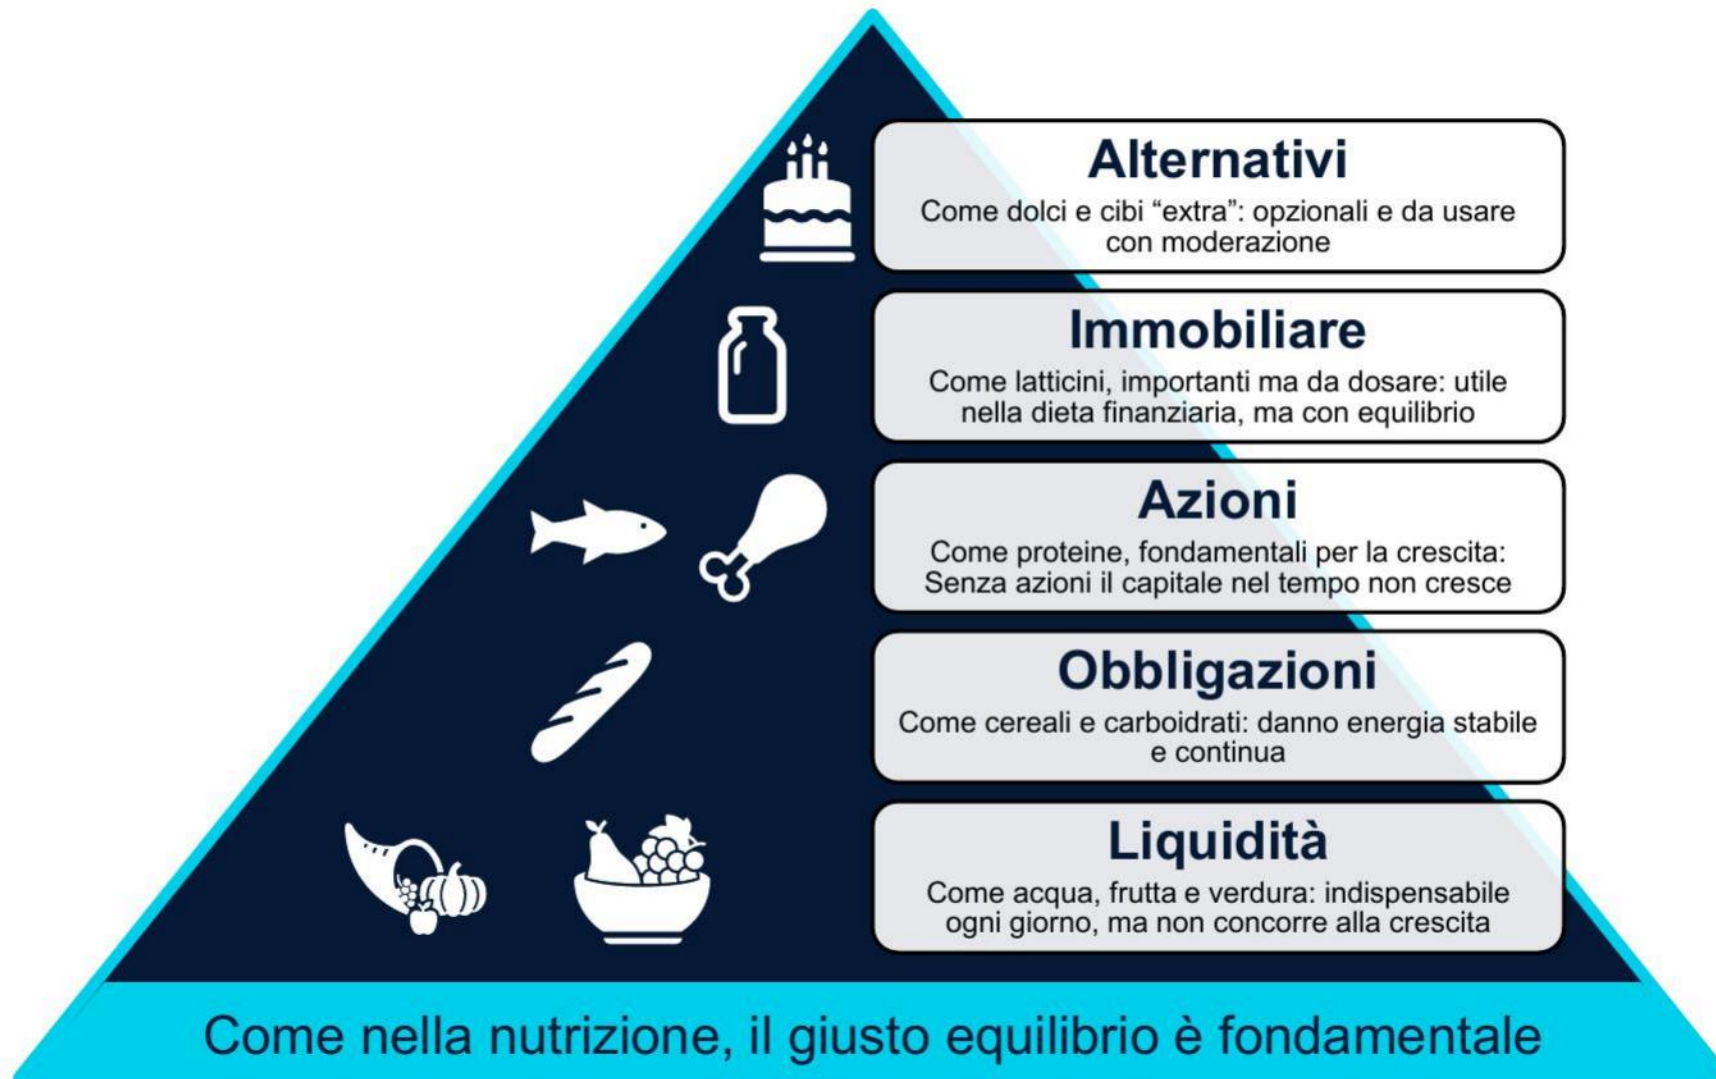 Alternativi
Come dolci e cibi “extra”: opzionali e da usare
con moderazione
Immobiliare
Come latticini, importanti ma da dosare: utile
nella dieta finanziaria, ma con equilibrio
Azioni
Come proteine, fondamentali per la crescita:
Senza azioni il capitale nel tempo non cresce
Obbligazioni
Come cereali e carboidrati: danno energia stabile
e continua
Liquidità
Come acqua, frutta e verdura: indispensabile
ogni giorno, ma non concorre alla crescita
Come nella nutrizione, il giusto equilibrio è fondamentale